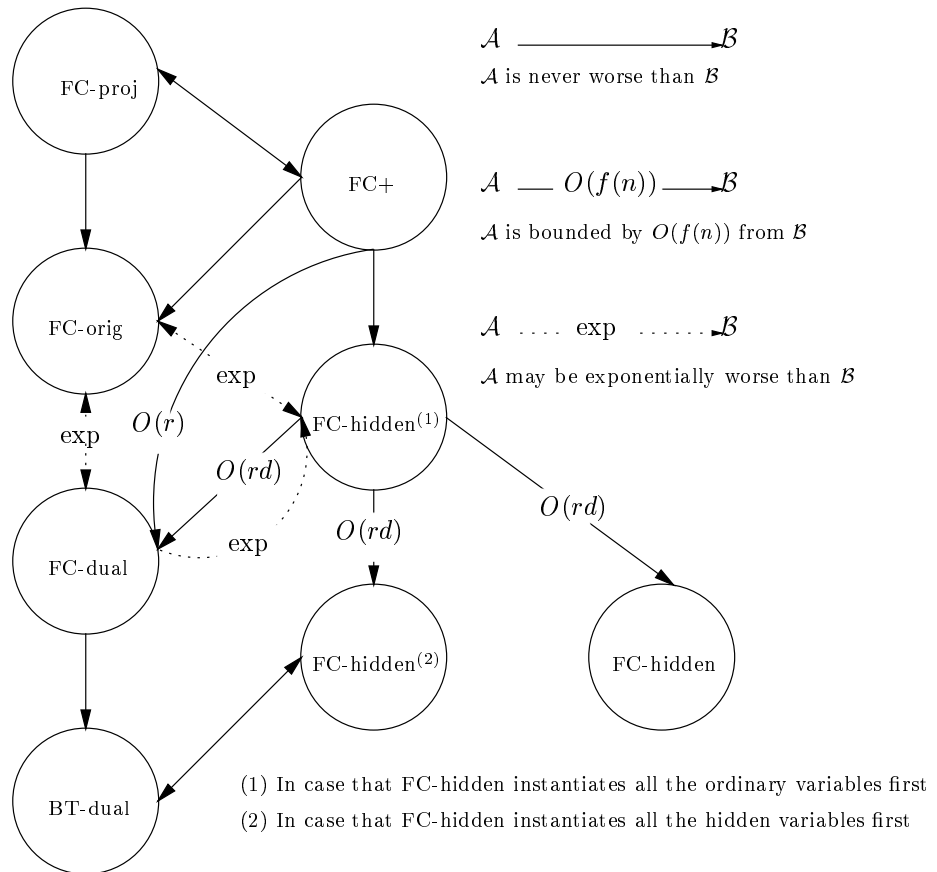 FC-proj
FC+
FC-orig
FC-hidden(1)
FC-dual
FC-hidden(2)
FC-hidden
BT-dual
exp
exp
O(r)
O(rd)
exp
O(rd)
O(rd)
𝒜 ℬ
𝒜 is never worse than ℬ
𝒜 O(f(n)) ℬ
𝒜 is bounded by O(f(n)) from ℬ
𝒜 exp ℬ
𝒜 may be exponentially worse than ℬ
(1) In case that FC-hidden instantiates all the ordinary variables first
(2) In case that FC-hidden instantiates all the hidden variables first